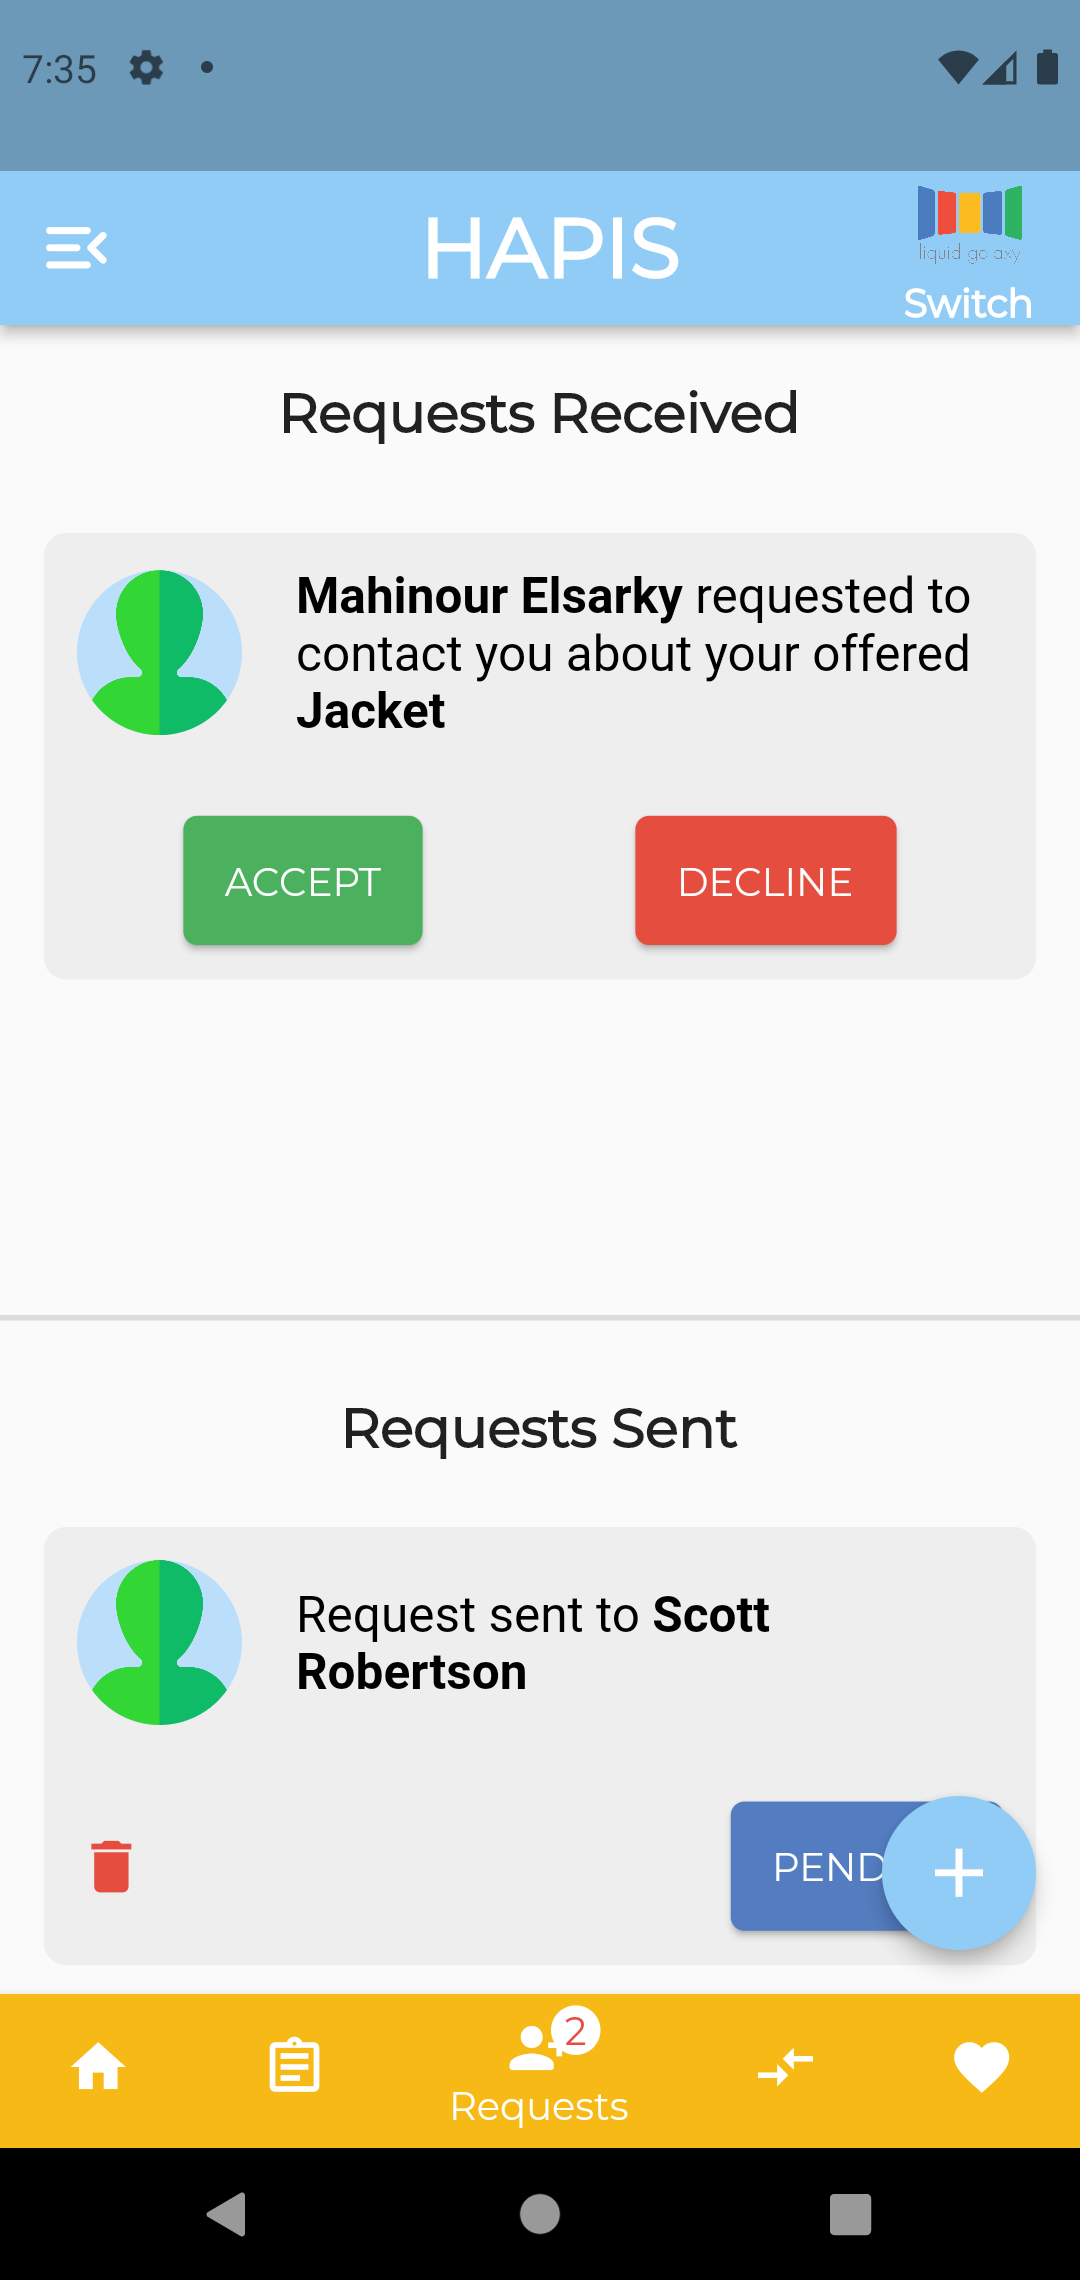 7:35
HAPIS
liquid galaxy
Switch
Requests Received
Mahinour Elsarky requested to
contact you about your offered
Jacket
ACCEPT
DECLINE
Requests Sent
Request sent to Scott
Robertson
PEND
2
Requests